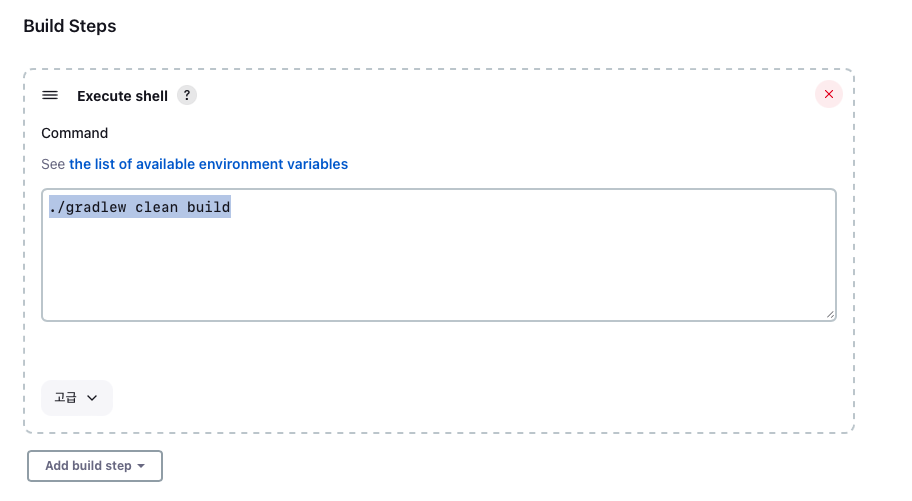 Build Steps
Execute shell ?
Command
See the list of available environment variables
./gradlew clean build
고급
Add build step